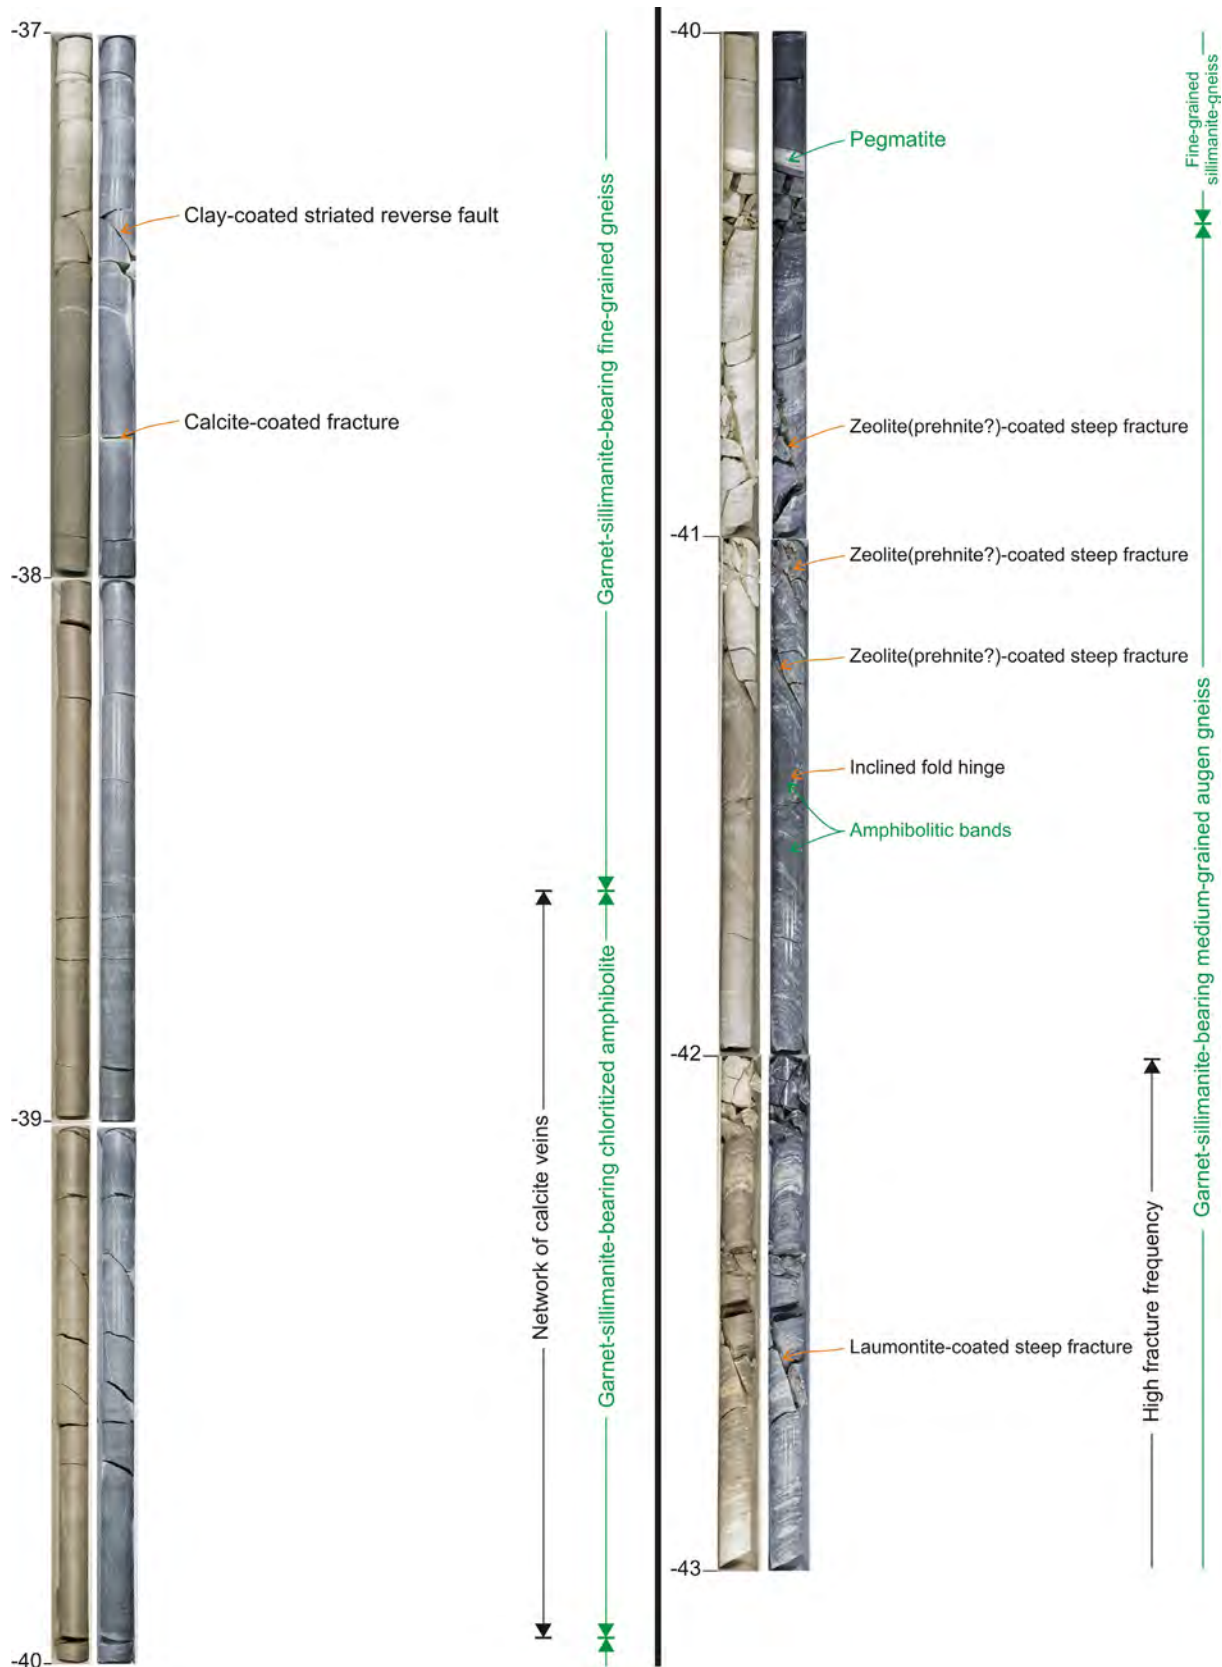 -37
Clay-coated striated reverse fault
Calcite-coated fracture
-38
-39
-40
Network of calcite veins
Garnet-sillimanite-bearing fine-grained gneiss
Garnet-sillimanite-bearing chloritized amphibolite
-40
Pegmatite
Zeolite(prehnite?)-coated steep fracture
-41
Zeolite(prehnite?)-coated steep fracture
Zeolite(prehnite?)-coated steep fracture
Inclined fold hinge
Amphibolitic bands
-42
Laumontite-coated steep fracture
-43
High fracture frequency
Fine-grained
sillimanite-gneiss
Garnet-sillimanite-bearing medium-grained augen gneiss